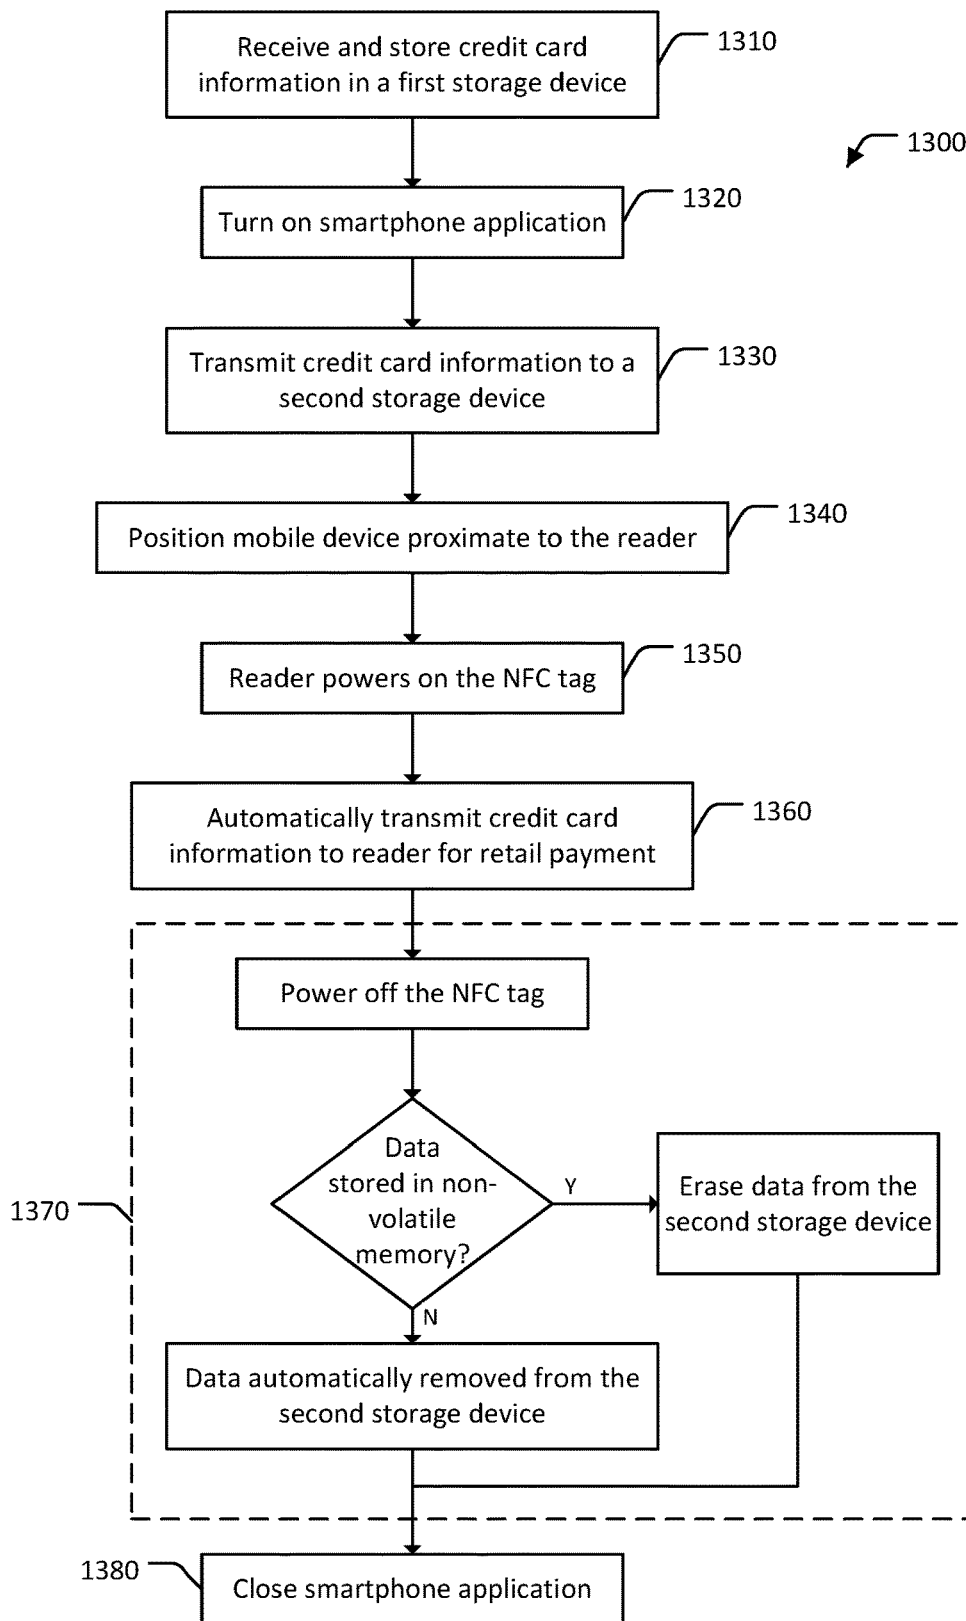 Receive and store credit card
information in a first storage device
1310
1300
Turn on smartphone application
1320
Transmit credit card information to a
second storage device
1330
Position mobile device proximate to the reader
1340
Reader powers on the NFC tag
1350
Automatically transmit credit card
information to reader for retail payment
1360
Power off the NFC tag
Data
stored in non-
volatile
memory?
Y
Erase data from the
second storage device
1370
N
Data automatically removed from the
second storage device
1380
Close smartphone application